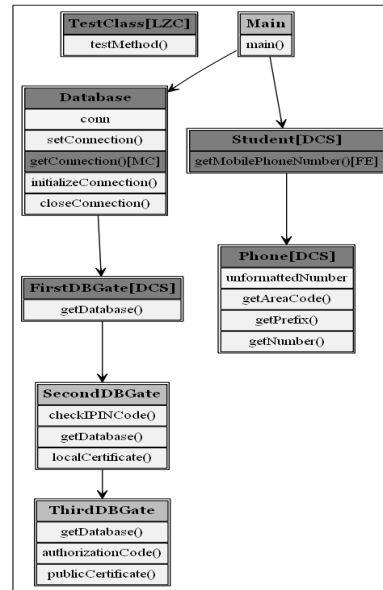 TestClass[LZC]
testMethod()
Main
main()
Database
conn
setConnection()
getConnection()[MC]
initializeConnection()
closeConnection()
Student[DCS]
getMobilePhoneNumber()[FE]
Phone[DCS]
unformattedNumber
getAreaCode()
getPrefix()
getNumber()
FirstDBGate[DCS]
getDatabase()
SecondDBGate
checkIPINCode()
getDatabase()
localCertificate()
ThirdDBGate
getDatabase()
authorizationCode()
publicCertificate()